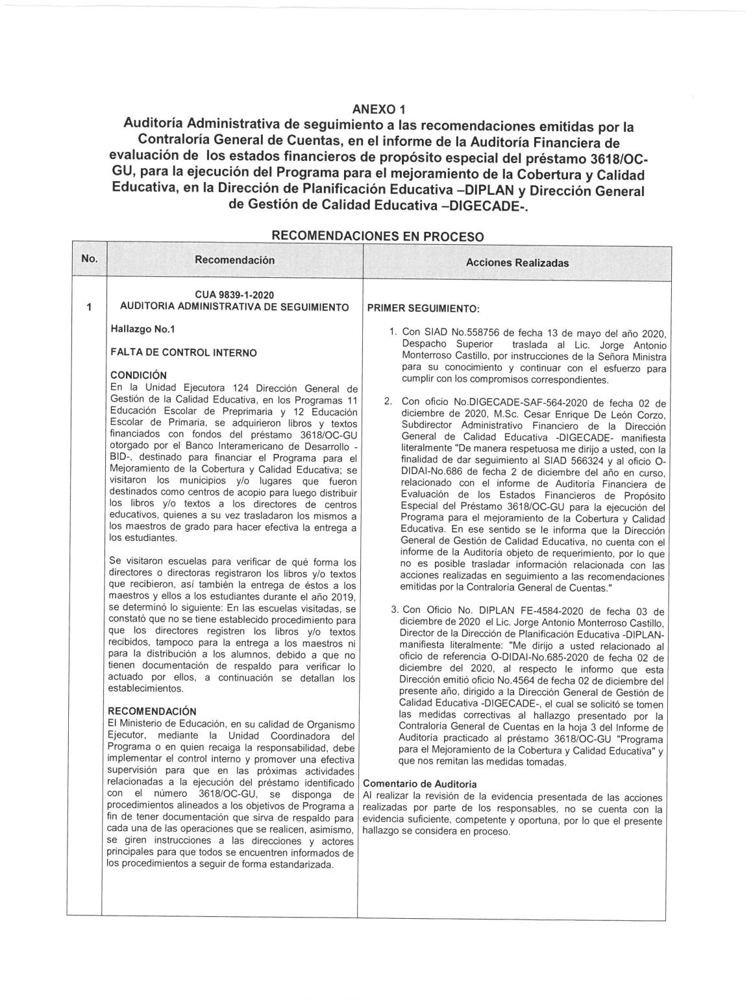 ANEXO 1
Auditoría Administrativa de seguimiento a las recomendaciones emitidas por la
Contraloría General de Cuentas, en el informe de la Auditoría Financiera de
evaluación de los estados financieros de propósito especial del préstamo 3618/OC-
GU, para la ejecución del Programa para el mejoramiento de la Cobertura y Calidad
Educativa, en la Dirección de Planificación Educativa –DIPLAN y Dirección General
de Gestión de Calidad Educativa –DIGECADE-.
RECOMENDACIONES EN PROCESO
No.
Recomendación
Acciones Realizadas
1
CUA 9839-1-2020
AUDITORIA ADMINISTRATIVA DE SEGUIMIENTO
Hallazgo No.1
FALTA DE CONTROL INTERNO
CONDICIÓN
En la Unidad Ejecutora 124 Dirección General de
Gestión de la Calidad Educativa, en los Programas 11
Educación Escolar de Preprimaria y 12 Educación
Escolar de Primaria, se adquirieron libros y textos
financiados con fondos del préstamo 3618/OC-GU
otorgado por el Banco Interamericano de Desarrollo -
BID-, destinado para financiar el Programa para el
Mejoramiento de la Cobertura y Calidad Educativa; se
visitaron los municipios y/o lugares que fueron
destinados como centros de acopio para luego distribuir
los libros y/o textos a los directores de centros
educativos, quienes a su vez trasladaron los mismos a
los maestros de grado para hacer efectiva la entrega a
los estudiantes.
Se visitaron escuelas para verificar de qué forma los
directores o directoras registraron los libros y/o textos
que recibieron, así también la entrega de éstos a los
maestros y ellos a los estudiantes durante el año 2019,
se determinó lo siguiente: En las escuelas visitadas, se
constató que no se tiene establecido procedimiento para
que los directores registren los libros y/o textos
recibidos, tampoco para la entrega a los maestros ni
para la distribución a los alumnos, debido a que no
tienen documentación de respaldo para verificar lo
actuado por ellos, a continuación se detallan los
establecimientos.
RECOMENDACIÓN
El Ministerio de Educación, en su calidad de Organismo
Ejecutor, mediante la Unidad Coordinadora del
Programa o en quien recaiga la responsabilidad, debe
implementar el control interno y promover una efectiva
supervisión para que en las próximas actividades
relacionadas a la ejecución del préstamo identificado
con el número 3618/OC-GU, se disponga de
procedimientos alineados a los objetivos de Programa a
fin de tener documentación que sirva de respaldo para
cada una de las operaciones que se realicen, asimismo,
se giren instrucciones a las direcciones y actores
principales para que todos se encuentren informados de
los procedimientos a seguir de forma estandarizada.
PRIMER SEGUIMIENTO:
1. Con SIAD No.558756 de fecha 13 de mayo del año 2020,
Despacho Superior traslada al Lic. Jorge Antonio
Monterroso Castillo, por instrucciones de la Señora Ministra
para su conocimiento y continuar con el esfuerzo para
cumplir con los compromisos correspondientes.
2. Con oficio No.DIGECADE-SAF-564-2020 de fecha 02 de
diciembre de 2020, M.Sc. Cesar Enrique De León Corzo,
Subdirector Administrativo Financiero de la Dirección
General de Calidad Educativa -DIGECADE- manifiesta
literalmente "De manera respetuosa me dirijo a usted, con la
finalidad de dar seguimiento al SIAD 566324 y al oficio O-
DIDAI-No.686 de fecha 2 de diciembre del año en curso,
relacionado con el informe de Auditoría Financiera de
Evaluación de los Estados Financieros de Propósito
Especial del Préstamo 3618/OC-GU para la ejecución del
Programa para el mejoramiento de la Cobertura y Calidad
Educativa. En ese sentido se le informa que la Dirección
General de Gestión de Calidad Educativa, no cuenta con el
informe de la Auditoría objeto de requerimiento, por lo que
no es posible trasladar información relacionada con las
acciones realizadas en seguimiento a las recomendaciones
emitidas por la Contraloría General de Cuentas."
3. Con Oficio No. DIPLAN FE-4584-2020 de fecha 03 de
diciembre de 2020 el Lic. Jorge Antonio Monterroso Castillo,
Director de la Dirección de Planificación Educativa -DIPLAN-
manifiesta literalmente: "Me dirijo a usted relacionado al
oficio de referencia O-DIDAI-No.685-2020 de fecha 02 de
diciembre del 2020, al respecto le informo que esta
Dirección emitió oficio No.4564 de fecha 02 de diciembre del
presente año, dirigido a la Dirección General de Gestión de
Calidad Educativa -DIGECADE-, el cual se solicitó se tomen
las medidas correctivas al hallazgo presentado por la
Contraloría General de Cuentas en la hoja 3 del Informe de
Auditoría practicado al préstamo 3618/OC-GU "Programa
para el Mejoramiento de la Cobertura y Calidad Educativa" y
que nos remitan las medidas tomadas.
Comentario de Auditoria
Al realizar la revisión de la evidencia presentada de las acciones
realizadas por parte de los responsables, no se cuenta con la
evidencia suficiente, competente y oportuna, por lo que el presente
hallazgo se considera en proceso.